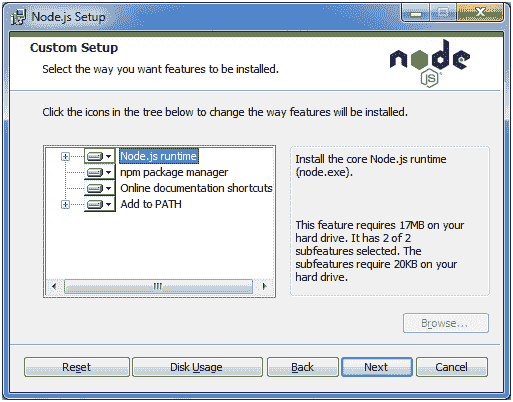 Node.js Setup
Custom Setup
Select the way you want features to be installed.
node
JS
Click the icons in the tree below to change the way features will be installed.
Node.js runtime
npm package manager
Online documentation shortcuts
Add to PATH
Install the core Node.js runtime
(node.exe).
This feature requires 17MB on your
hard drive. It has 2 of 2
subfeatures selected. The
subfeatures require 20KB on your
hard drive.
Browse...
Reset
Disk Usage
Back
Next
Cancel